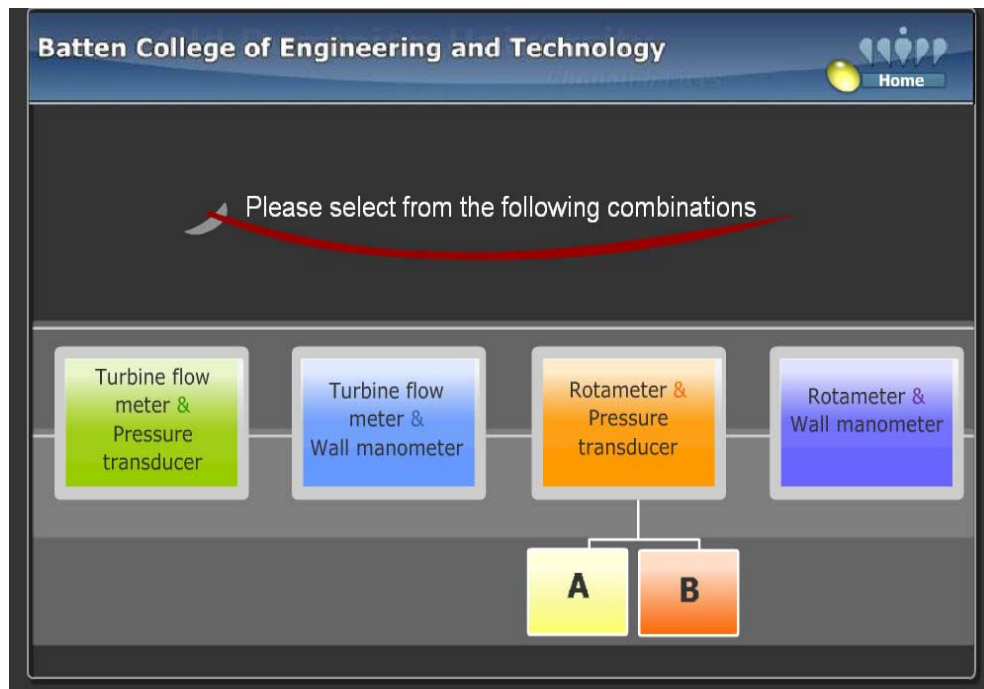 Batten College of Engineering and Technology
Home
Please select from the following combinations
Turbine flow
meter &
Pressure
transducer
Turbine flow
meter &
Wall manometer
Rotameter &
Pressure
transducer
Rotameter &
Wall manometer
A
B